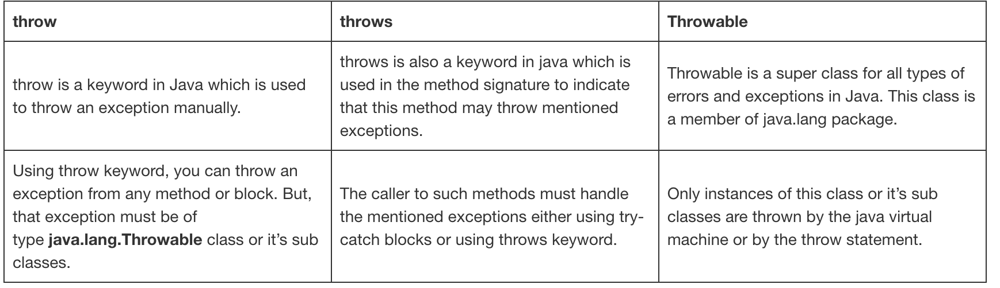 throw
throws
Throwable
throw is a keyword in Java which is used
to throw an exception manually.
throws is also a keyword in java which is
used in the method signature to indicate
that this method may throw mentioned
exceptions.
Throwable is a super class for all types of
errors and exceptions in Java. This class is
a member of java.lang package.
Using throw keyword, you can throw an
exception from any method or block. But,
that exception must be of
type java.lang.Throwable class or it’s sub
classes.
The caller to such methods must handle
the mentioned exceptions either using try-
catch blocks or using throws keyword.
Only instances of this class or it’s sub
classes are thrown by the java virtual
machine or by the throw statement.